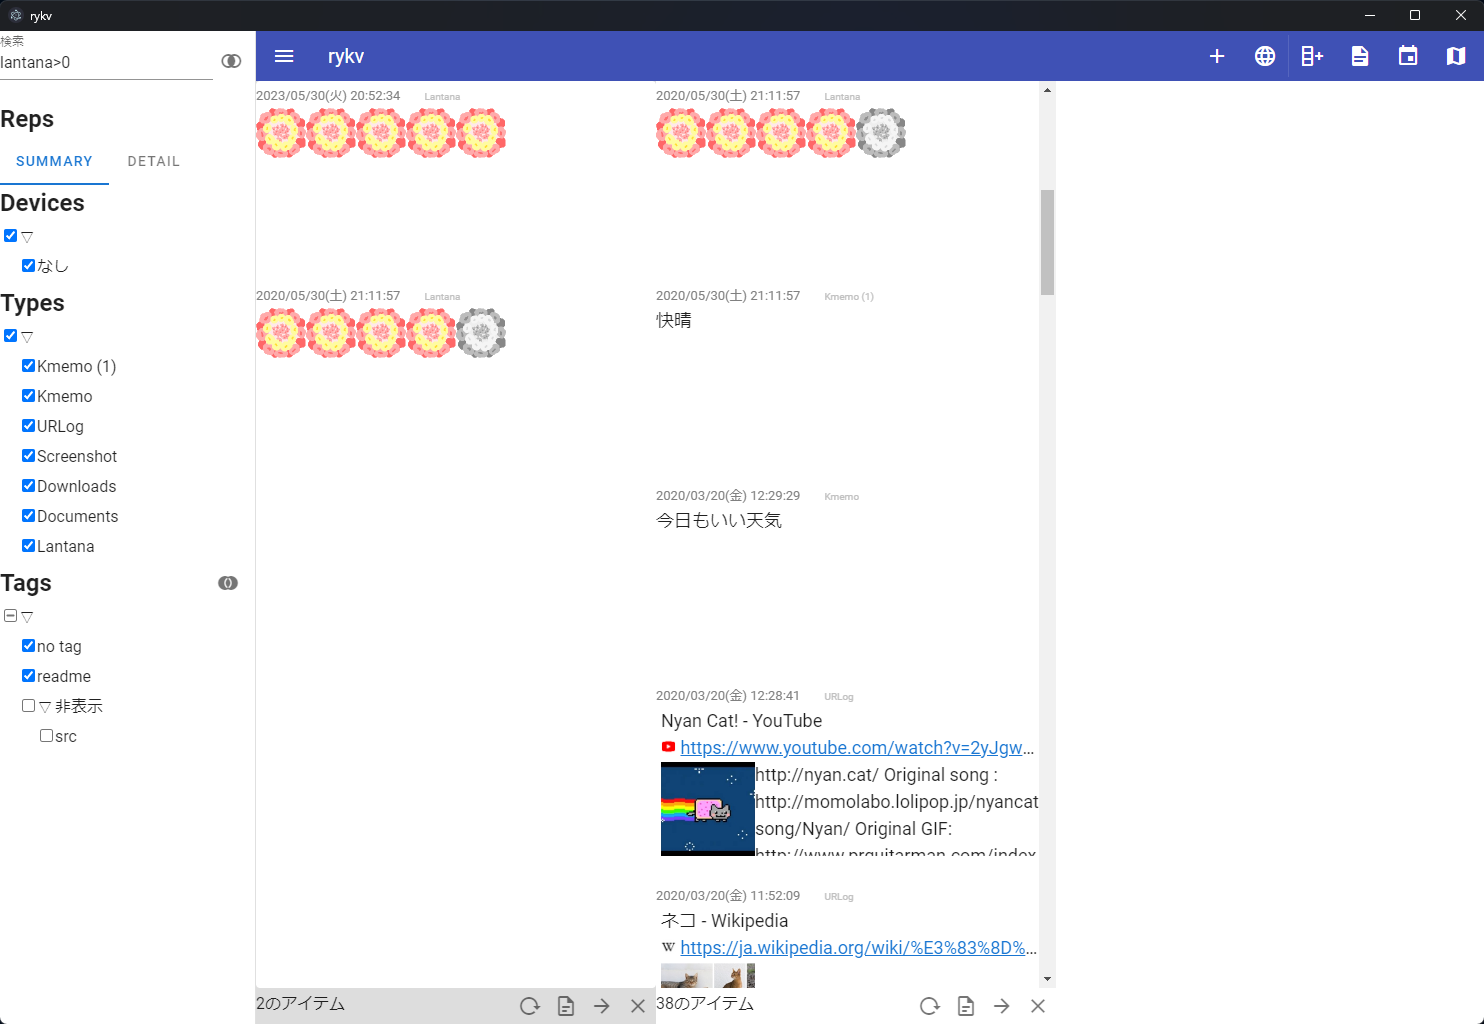 rykv
検索
lantana>0
Reps
SUMMARY DETAIL
Devices
▽
なし
Types
▽
Kmemo (1)
Kmemo
URLog
Screenshot
Downloads
Documents
Lantana
Tags
▽
no tag
readme
▽ 非表示
src
rykv
2023/05/30(火) 20:52:34 Lantana
2020/05/30(土) 21:11:57 Lantana
2のアイテム
2020/05/30(土) 21:11:57 Lantana
2020/05/30(土) 21:11:57 Kmemo (1)
快晴
2020/03/20(金) 12:29:29 Kmemo
今日もいい天気
2020/03/20(金) 12:28:41 URLog
Nyan Cat! - YouTube
https://www.youtube.com/watch?v=2yJgw…
http://nyan.cat/ Original song :
http://momolabo.lolipop.jp/nyancat
song/Nyan/ Original GIF:
http://www.prguitarman.com/index
2020/03/20(金) 11:52:09 URLog
ネコ - Wikipedia
W https://ja.wikipedia.org/wiki/%E3%83%8D%…
38のアイテム